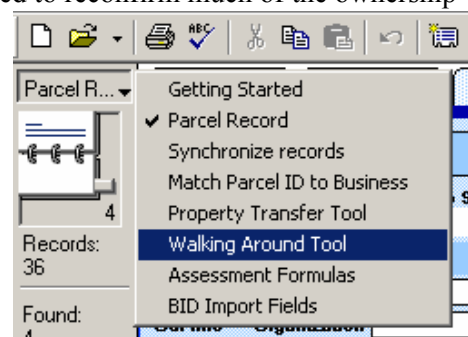 ed to reconfirm much of the ownership
ABC
Parcel R...
Getting Started
Parcel Record
Synchronize records
Match Parcel ID to Business
4
Property Transfer Tool
Records:
Walking Around Tool
36
Assessment Formulas
BID Import Fields
Found: